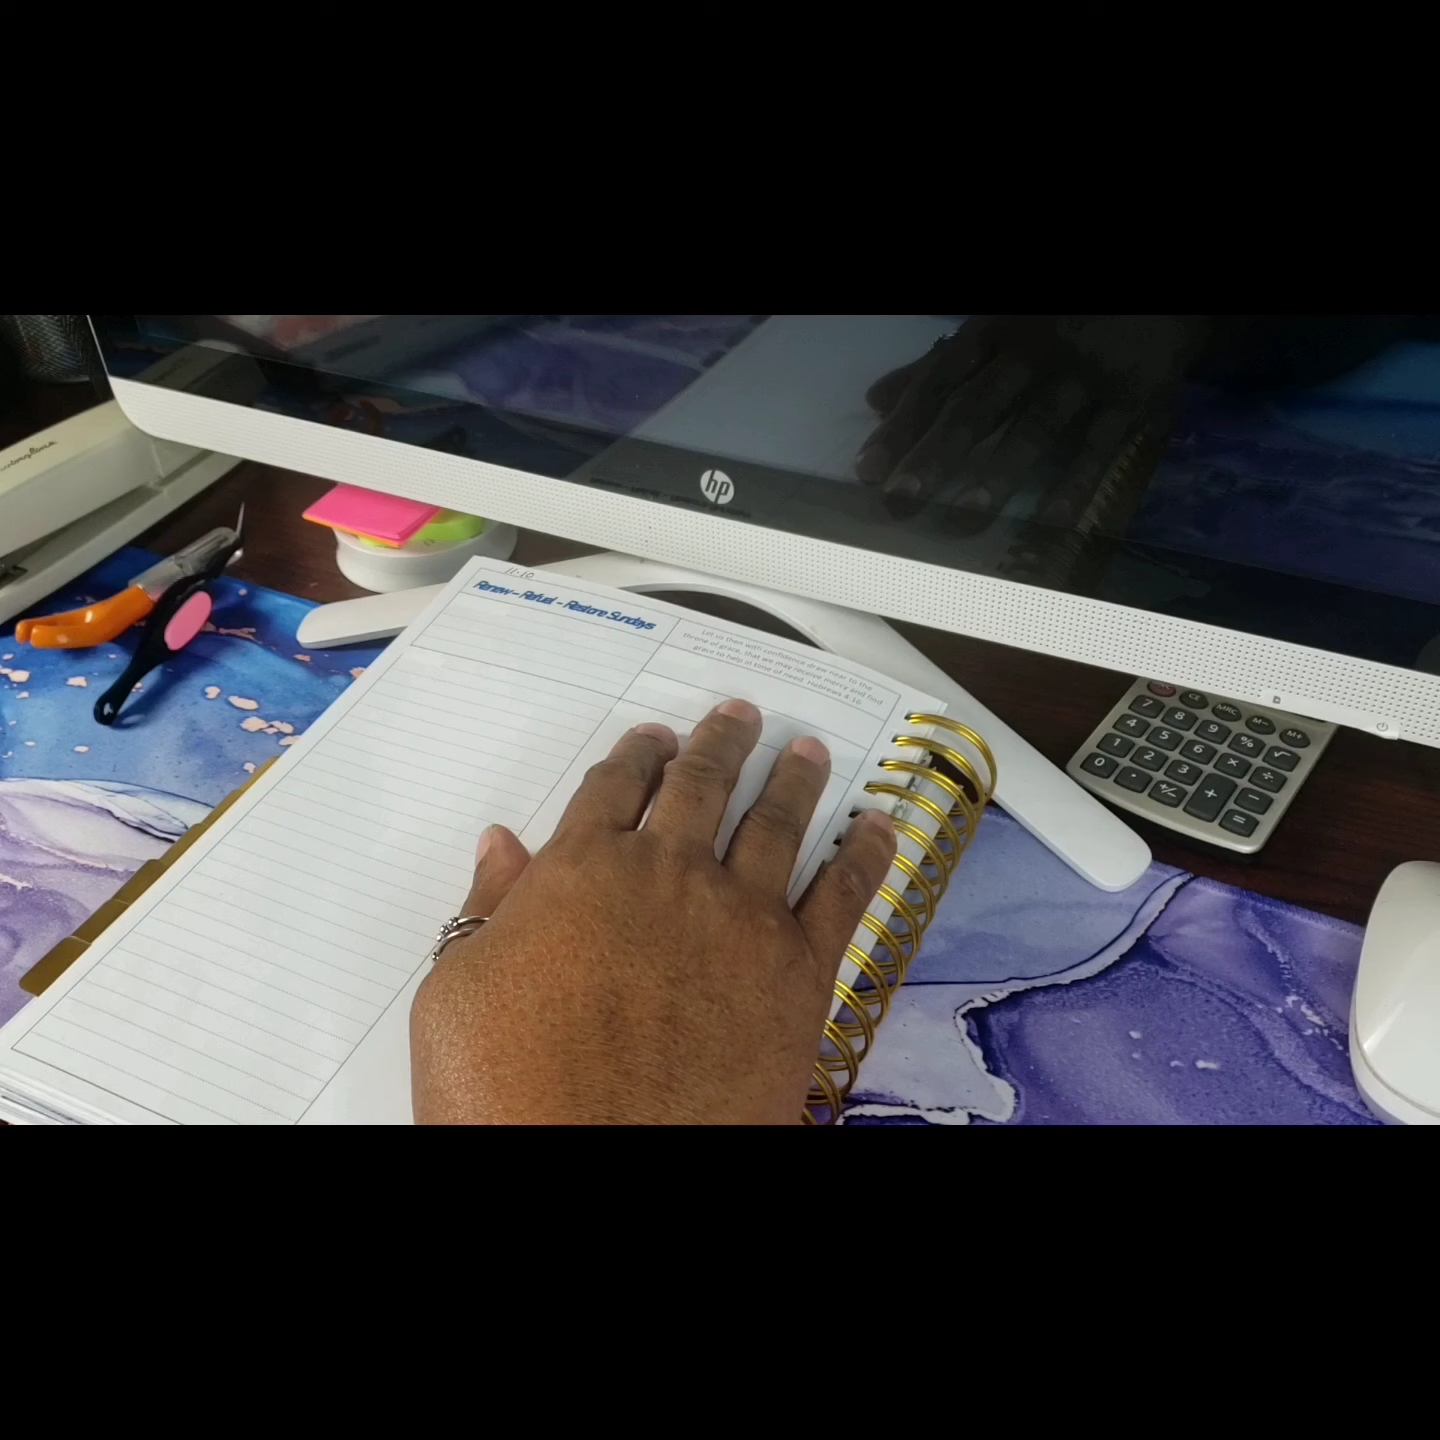 hp
11-10
Renew – Refuel – Restore Sundays
Let us then with confidence draw near to the
throne of grace, that we may receive mercy and find
grace to help in time of need. Hebrews 4:16
CE MRC M− M+
7 8 9 % √
4 5 6 × ÷
1 2 3 + −
0 . +/− =